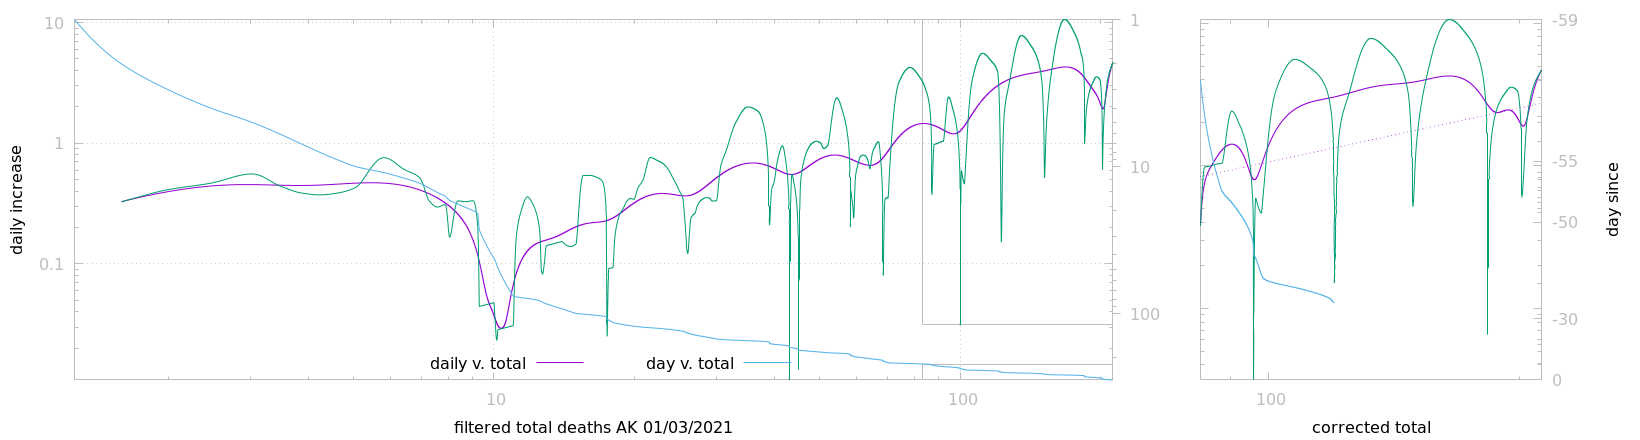 10
1
0.1
daily increase
1
10
100
daily v. total
day v. total
10
100
filtered total deaths AK 01/03/2021
-59
-55
-50
-30
0
day since
100
corrected total